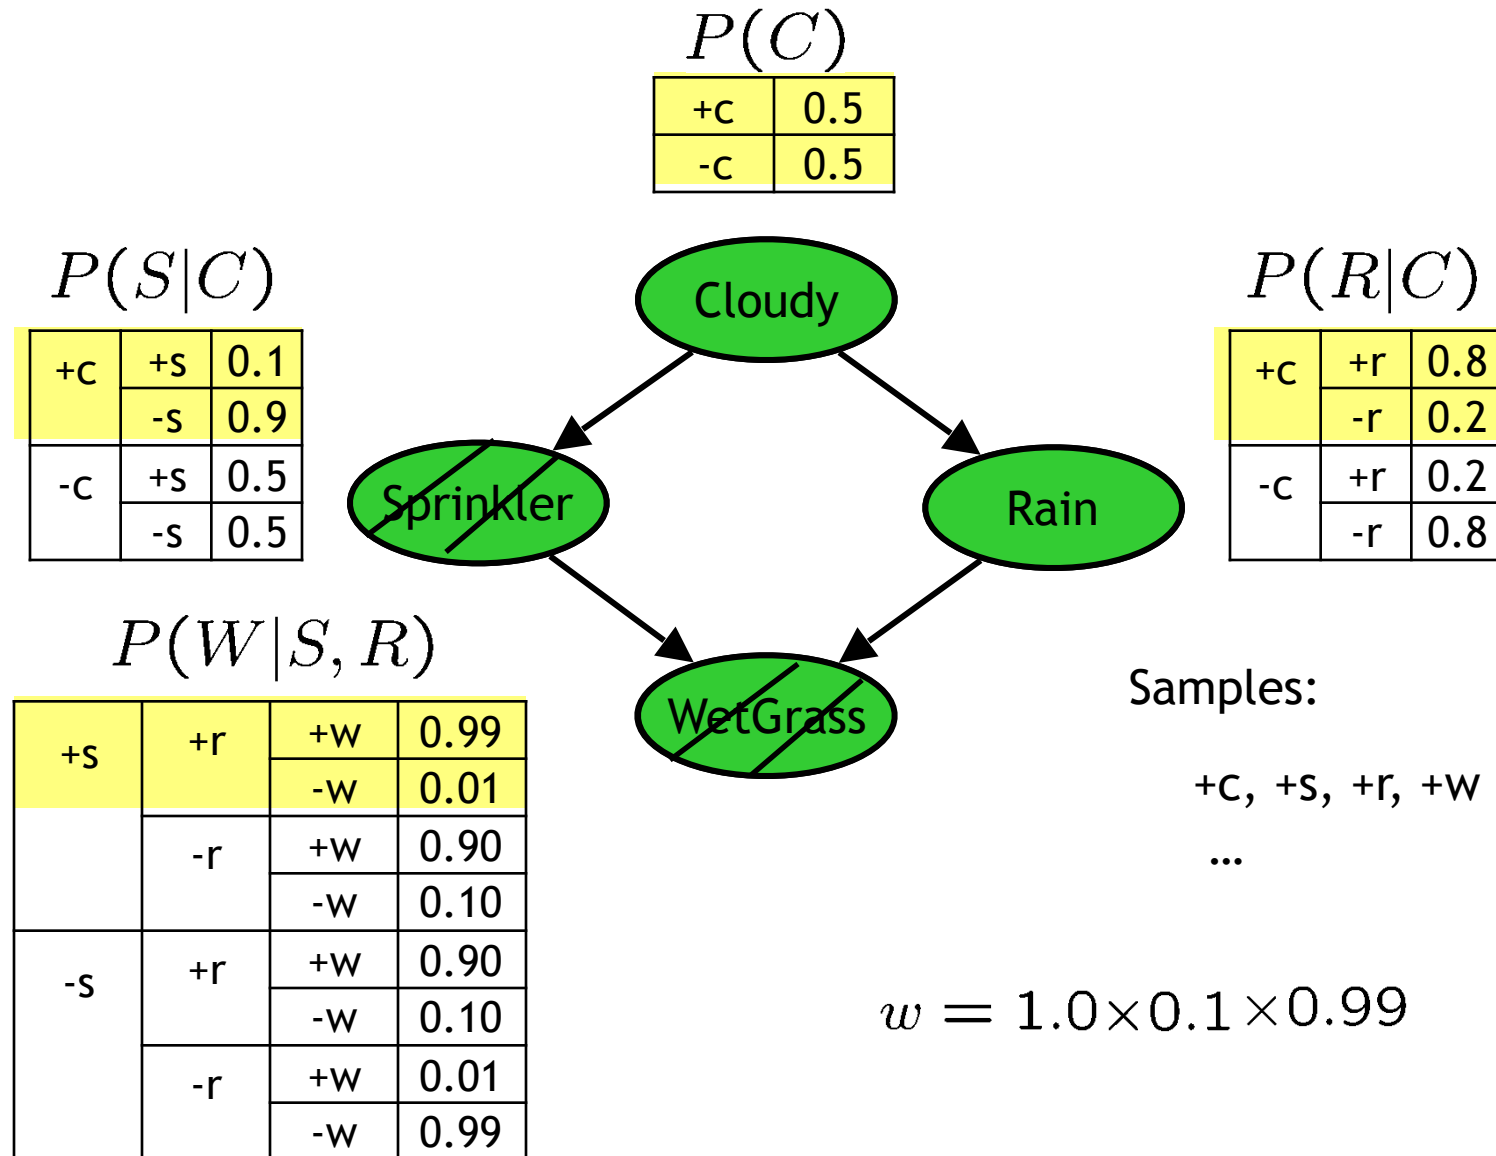 P(C)
+c 0.5
-c 0.5
P(S|C)
+c +s 0.1
-s 0.9
-c +s 0.5
-s 0.5
Cloudy
P(R|C)
+c +r 0.8
-r 0.2
-c +r 0.2
-r 0.8
Sprinkler
Rain
P(W|S, R)
+s +r +w 0.99
-w 0.01
-r +w 0.90
-w 0.10
-s +r +w 0.90
-w 0.10
-r +w 0.01
-w 0.99
WetGrass
Samples:
+c, +s, +r, +w
...
w = 1.0×0.1×0.99